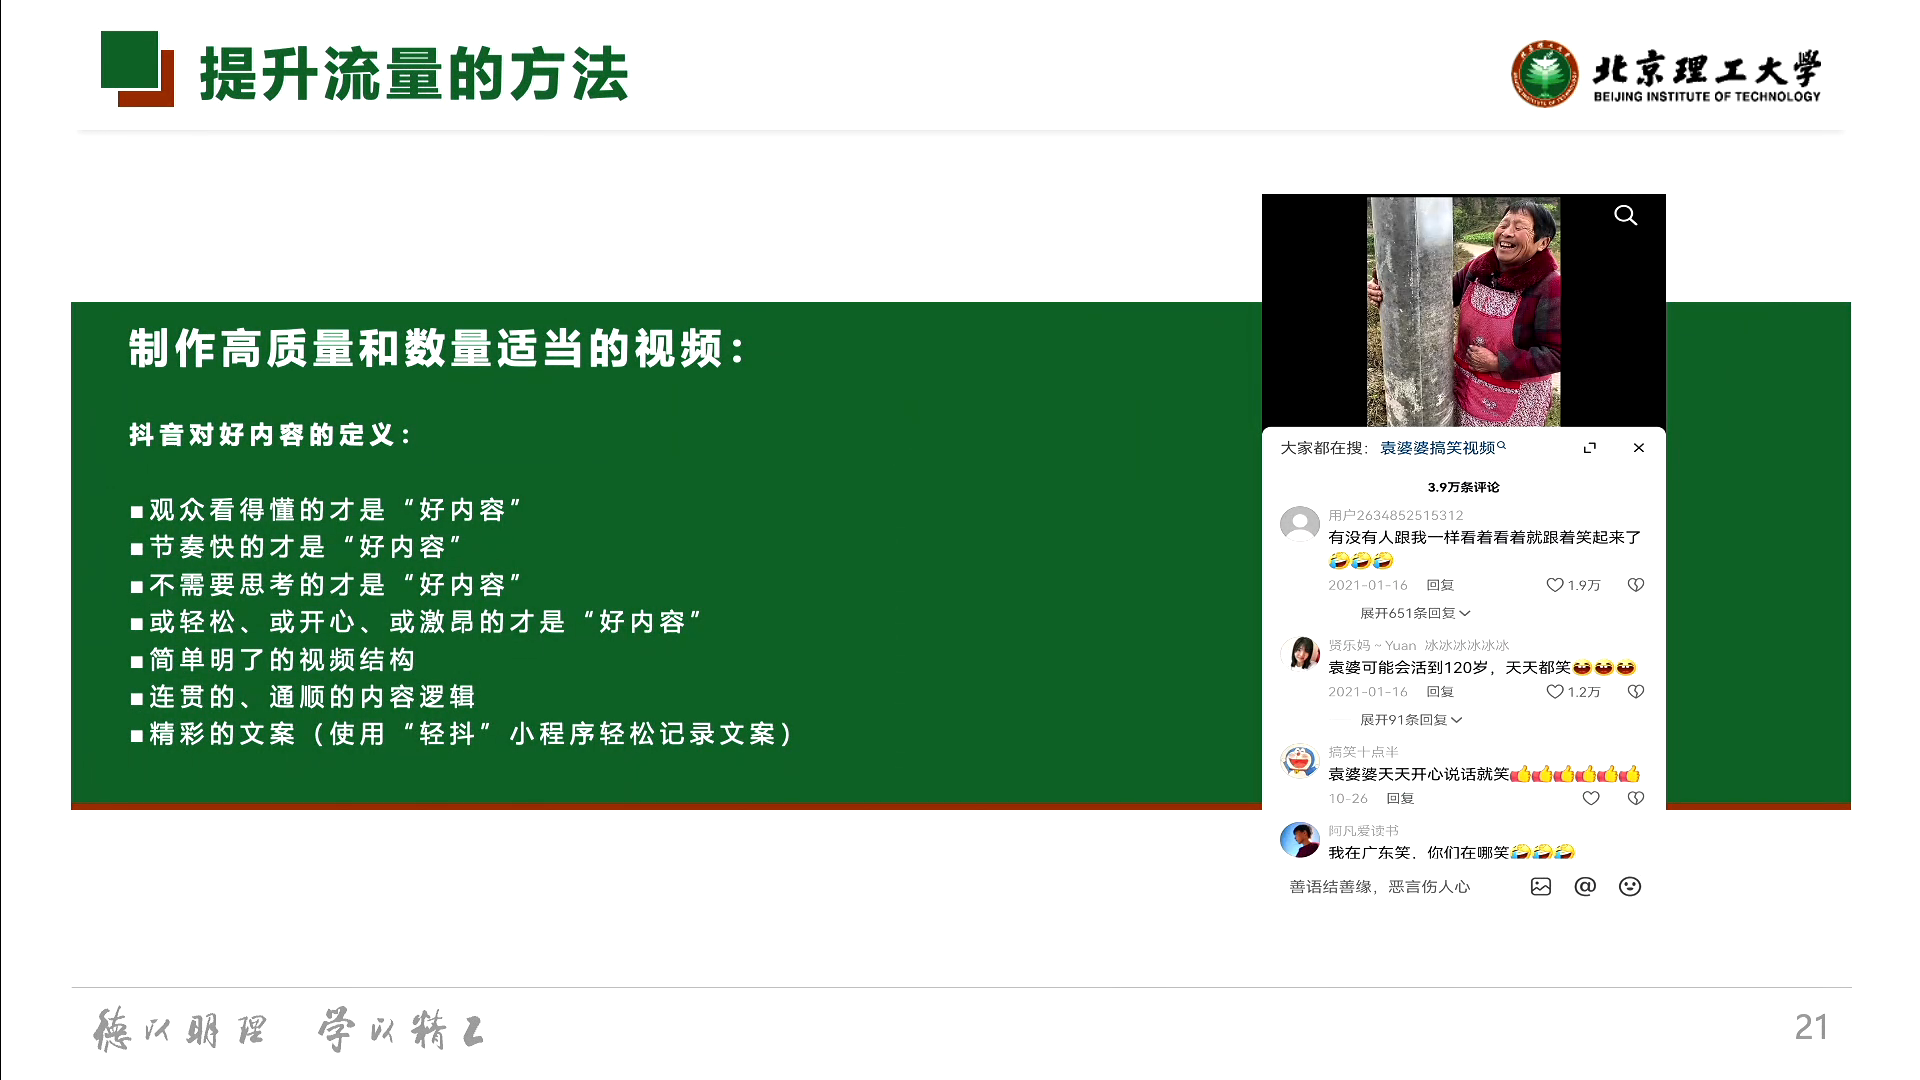 提升流量的方法
北京理工大学
BEIJING INSTITUTE OF TECHNOLOGY
制作高质量和数量适当的视频：
抖音对好内容的定义：
■观众看得懂的才是“好内容”
■节奏快的才是“好内容”
■不需要思考的才是“好内容”
■或轻松、或开心、或激昂的才是“好内容”
■简单明了的视频结构
■连贯的、通顺的内容逻辑
■精彩的文案（使用“轻抖”小程序轻松记录文案）
大家都在搜：袁婆婆搞笑视频
3.9万条评论
用户2634852515312
有没有人跟我一样看着看着就跟着笑起来了
🤣🤣🤣
2021-01-16 回复 1.9万
展开651条回复
贤乐妈～Yuan 冰冰冰冰冰冰
袁婆可能会活到120岁，天天都笑😆😆😆
2021-01-16 回复 1.2万
展开91条回复
搞笑十点半
袁婆婆天天开心说话就笑👍👍👍👍👍👍
10-26 回复
阿凡爱读书
我在广东笑，你们在哪笑🤣🤣🤣
善语结善缘，恶言伤人心
德以明理 学以精工
21